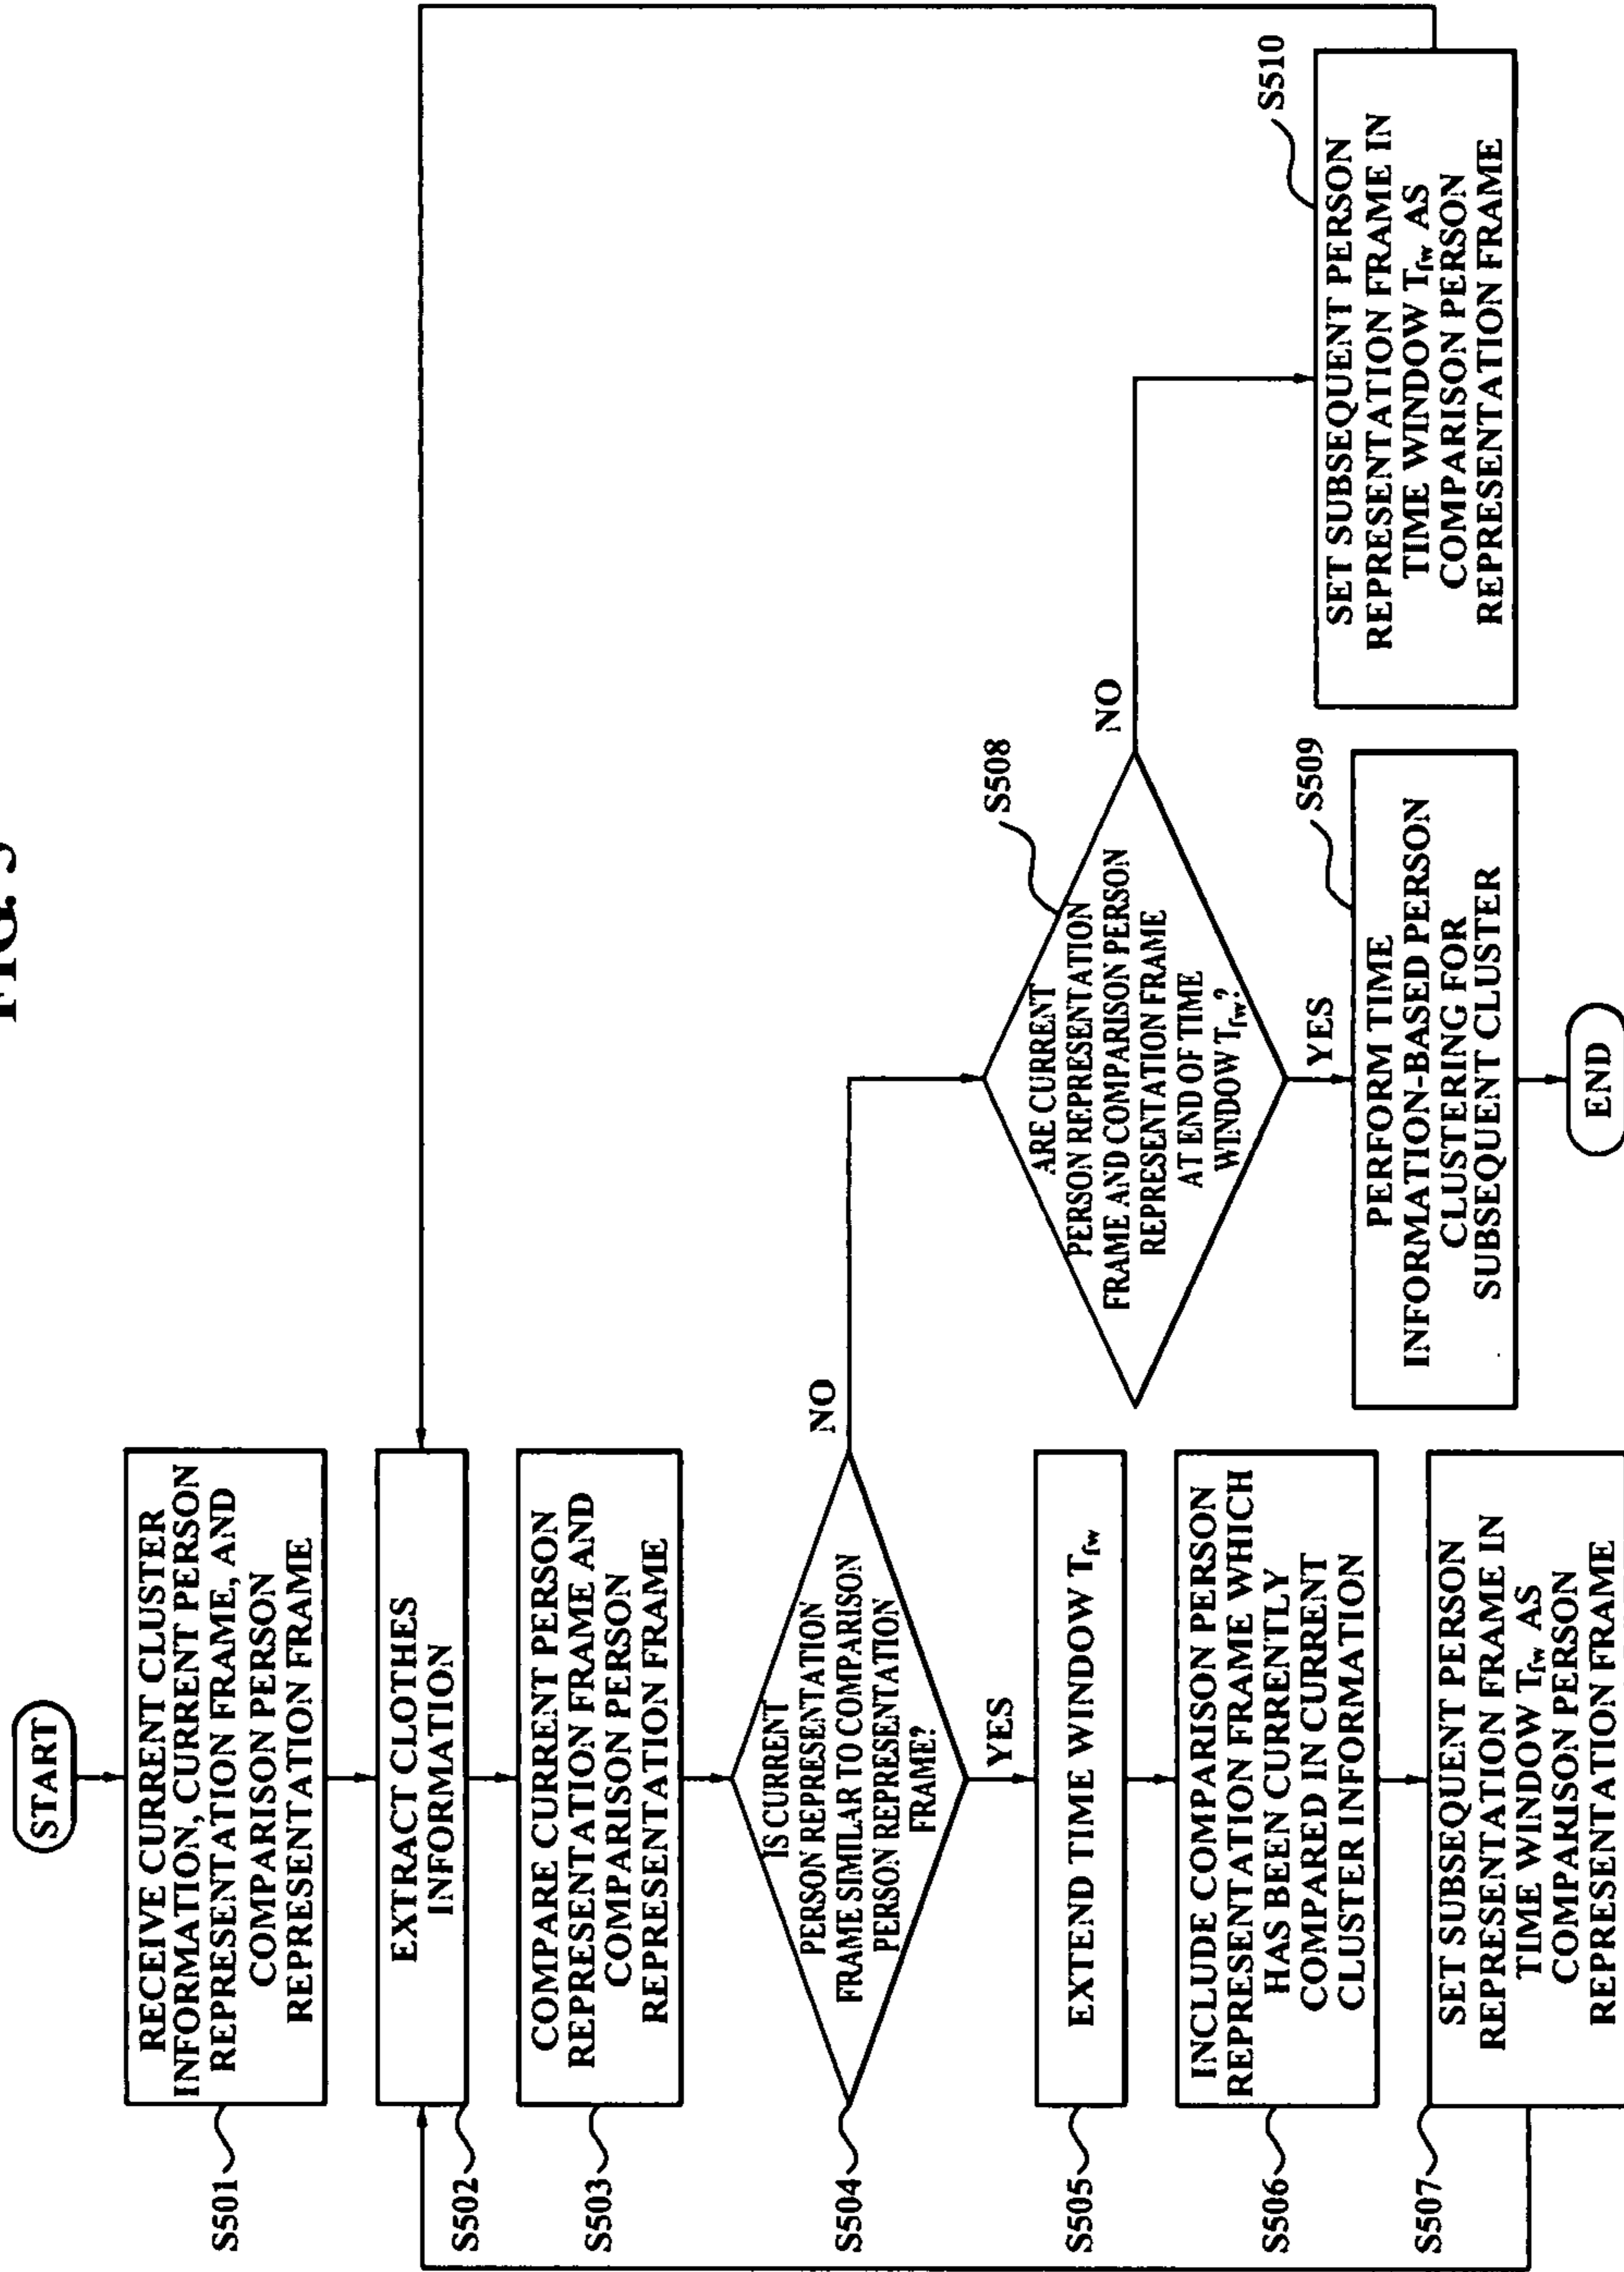 FIG. 5
START
RECEIVE CURRENT CLUSTER
INFORMATION, CURRENT PERSON
REPRESENTATION FRAME, AND
COMPARISON PERSON
REPRESENTATION FRAME
S501
EXTRACT CLOTHES
INFORMATION
S502
COMPARE CURRENT PERSON
REPRESENTATION FRAME AND
COMPARISON PERSON
REPRESENTATION FRAME
S503
IS CURRENT
PERSON REPRESENTATION
FRAME SIMILAR TO COMPARISON
PERSON REPRESENTATION
FRAME?
S504
NO
YES
EXTEND TIME WINDOW Tfw
S505
INCLUDE COMPARISON PERSON
REPRESENTATION FRAME WHICH
HAS BEEN CURRENTLY
COMPARED IN CURRENT
CLUSTER INFORMATION
S506
SET SUBSEQUENT PERSON
REPRESENTATION FRAME IN
TIME WINDOW Tfw AS
COMPARISON PERSON
REPRESENTATION FRAME
S507
ARE CURRENT
PERSON REPRESENTATION
FRAME AND COMPARISON PERSON
REPRESENTATION FRAME
AT END OF TIME
WINDOW Tfw?
S508
NO
YES
PERFORM TIME
INFORMATION-BASED PERSON
CLUSTERING FOR
SUBSEQUENT CLUSTER
S509
END
SET SUBSEQUENT PERSON
REPRESENTATION FRAME IN
TIME WINDOW Tfw AS
COMPARISON PERSON
REPRESENTATION FRAME
S510